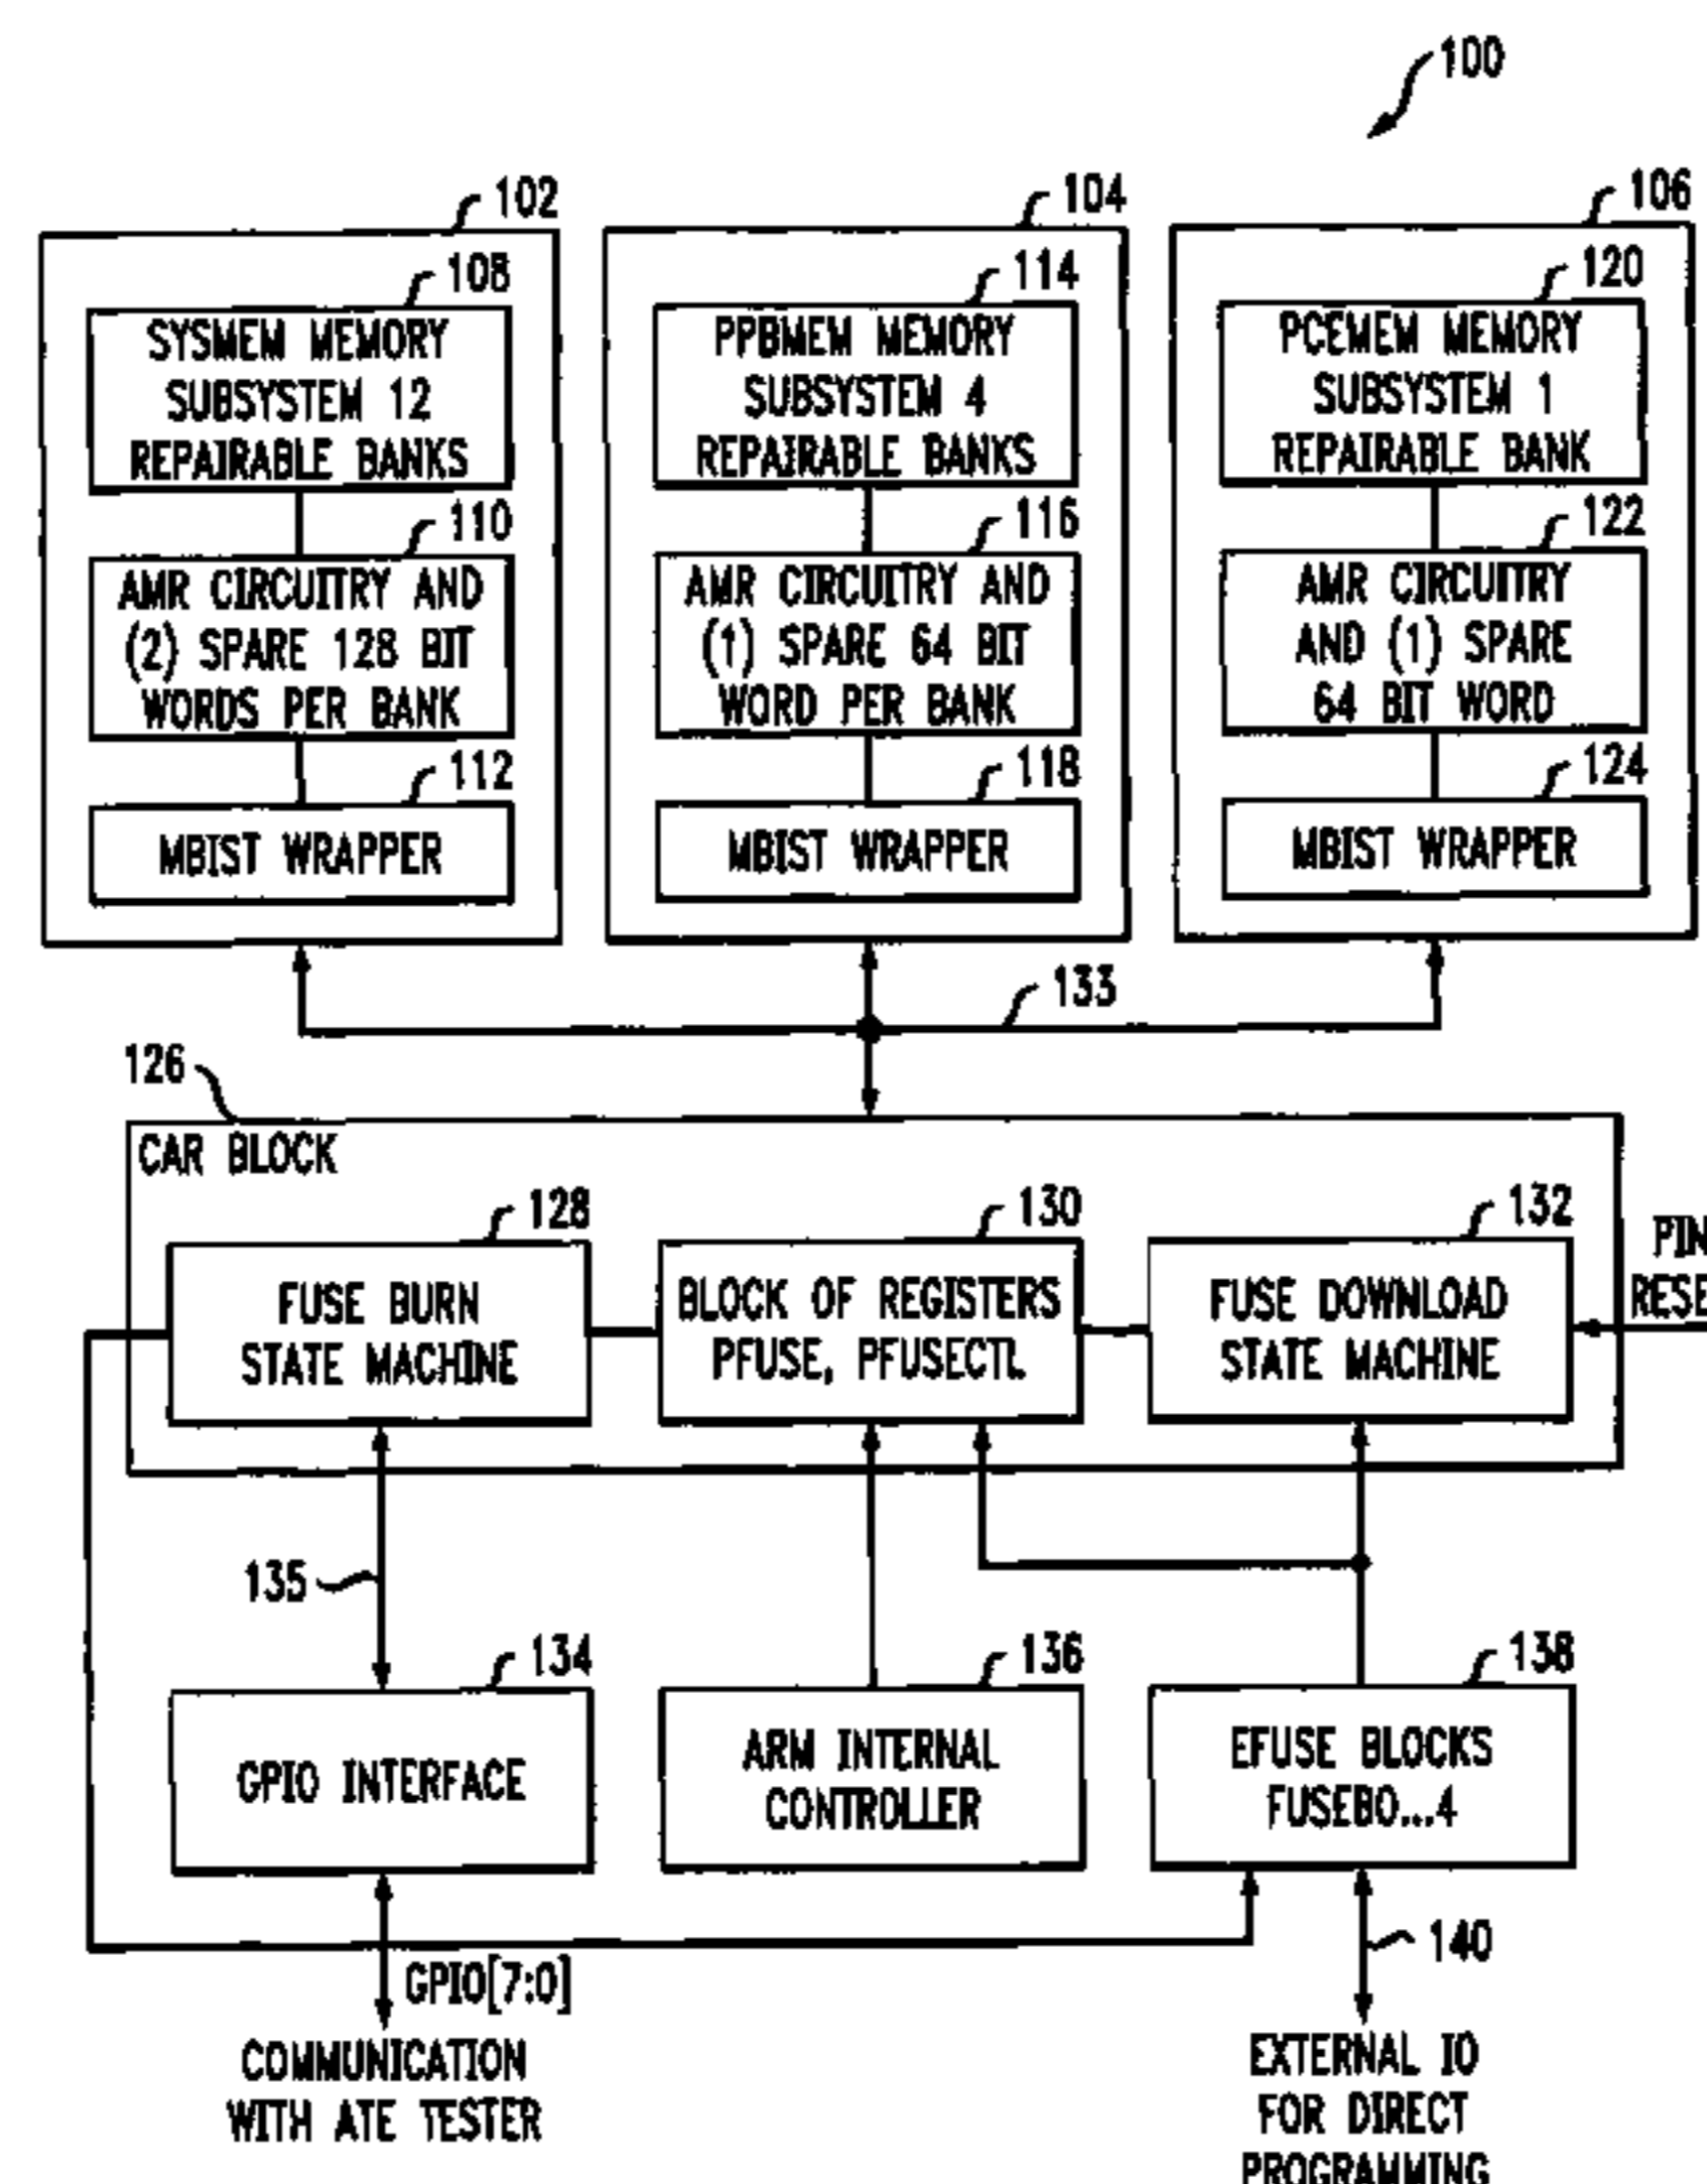 100
102
104
106
108
114
120
SYSMEM MEMORY
SUBSYSTEM 12
REPAIRABLE BANKS
PPBMEM MEMORY
SUBSYSTEM 4
REPAIRABLE BANKS
PCEMEM MEMORY
SUBSYSTEM 1
REPAIRABLE BANK
110
116
122
AMR CIRCUITRY AND
(2) SPARE 128 BIT
WORDS PER BANK
AMR CIRCUITRY AND
(1) SPARE 64 BIT
WORD PER BANK
AMR CIRCUITRY
AND (1) SPARE
64 BIT WORD
112
118
124
MBIST WRAPPER
MBIST WRAPPER
MBIST WRAPPER
133
126
CAR BLOCK
128
130
132
FUSE BURN
STATE MACHINE
BLOCK OF REGISTERS
PFUSE, PFUSECTL
FUSE DOWNLOAD
STATE MACHINE
PIN
RESE
135
134
136
138
GPIO INTERFACE
ARM INTERNAL
CONTROLLER
EFUSE BLOCKS
FUSEB0...4
140
GPIO[7:0]
COMMUNICATION
WITH ATE TESTER
EXTERNAL IO
FOR DIRECT
PROGRAMMING